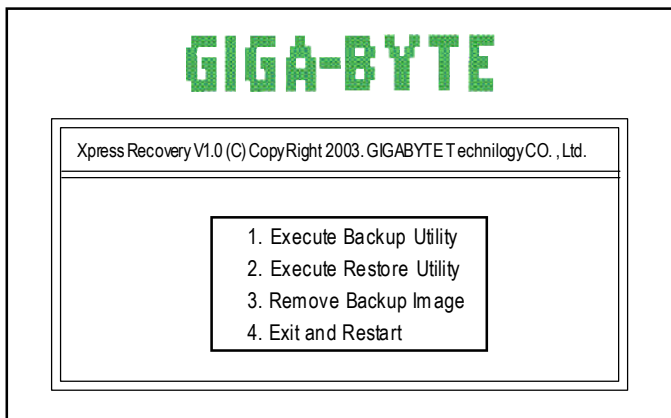 GIGA-BYTE
Xpress Recovery V1.0 (C) CopyRight 2003. GIGABYTE Technilogy CO. , Ltd.
1. Execute Backup Utility
2. Execute Restore Utility
3. Remove Backup Image
4. Exit and Restart